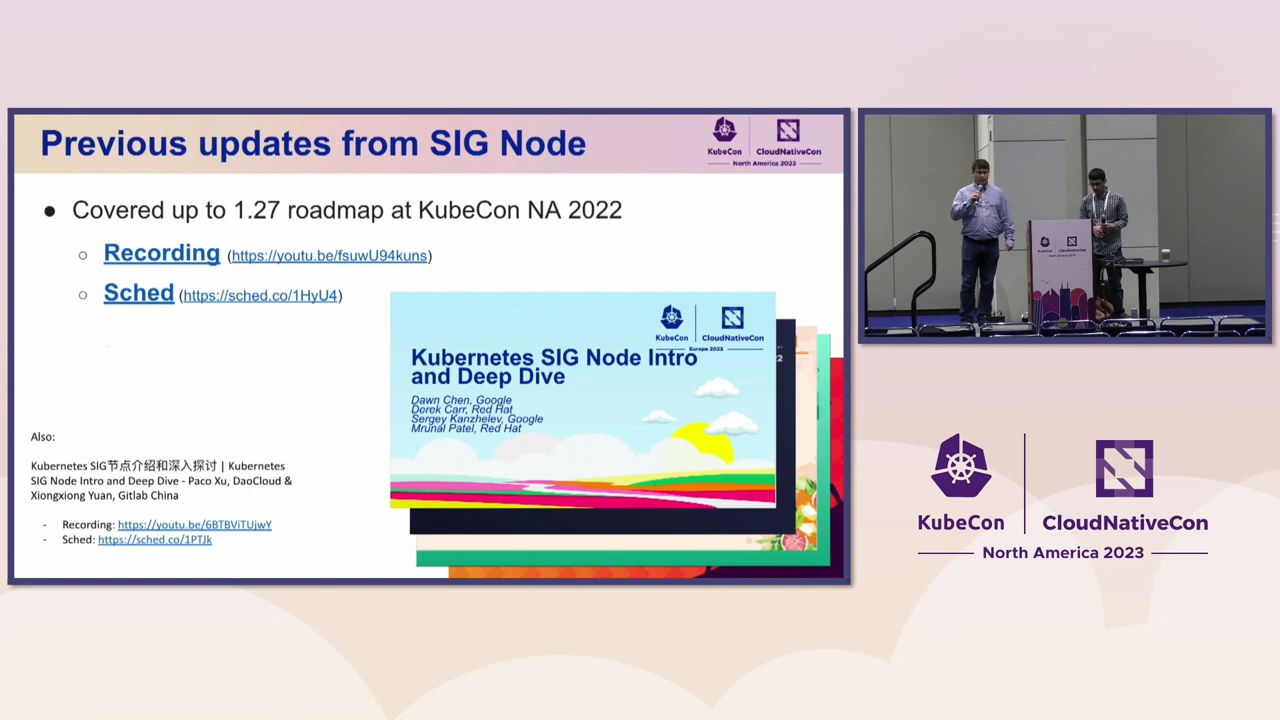 Previous updates from SIG Node
KubeCon
CloudNativeCon
North America 2023
● Covered up to 1.27 roadmap at KubeCon NA 2022
○ Recording (https://youtu.be/fsuwU94kuns)
○ Sched (https://sched.co/1HyU4)
KubeCon
CloudNativeCon
Europe 2023
Kubernetes SIG Node Intro
and Deep Dive
Dawn Chen, Google
Derek Carr, Red Hat
Sergey Kanzhelev, Google
Mrunal Patel, Red Hat
Also:
Kubernetes SIG节点介绍和深入探讨 | Kubernetes
SIG Node Intro and Deep Dive - Paco Xu, DaoCloud &
Xiongxiong Yuan, Gitlab China
- Recording: https://youtu.be/6BTBViTUjwY
- Sched: https://sched.co/1PTJk
KubeCon
CloudNativeCon
North America 2023